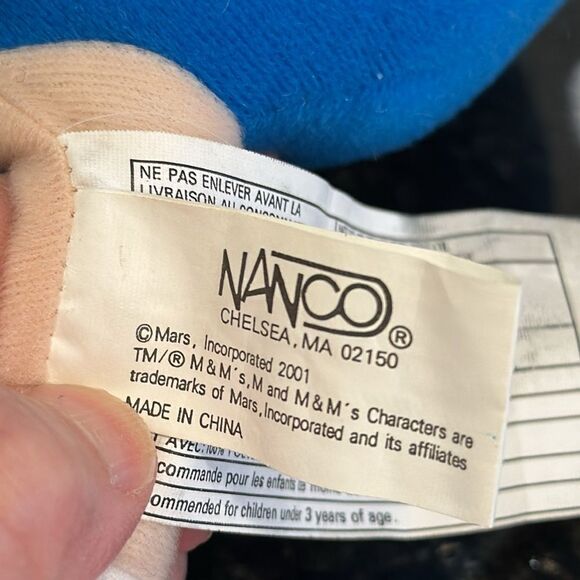 NE PAS ENLEVER AVANT LA
LIVRAISON AU
NANCO®
CHELSEA, MA 02150
©Mars, Incorporated 2001
TM/® M&M's, M and M&M's Characters are
trademarks of Mars, Incorporated and its affiliates
MADE IN CHINA
AVEC: 100%
commande pour les enfants
ommended for children under 3 years of age.